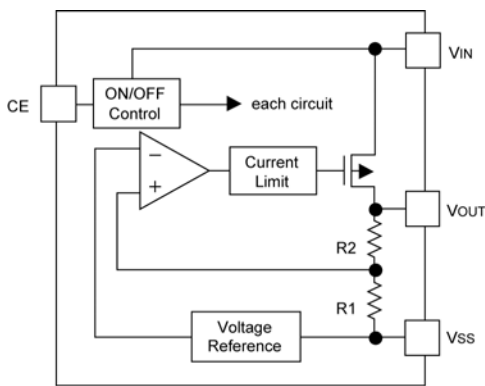 VIN
CE
ON/OFF
Control
each circuit
−
+
Current
Limit
VOUT
R2
R1
Voltage
Reference
VSS